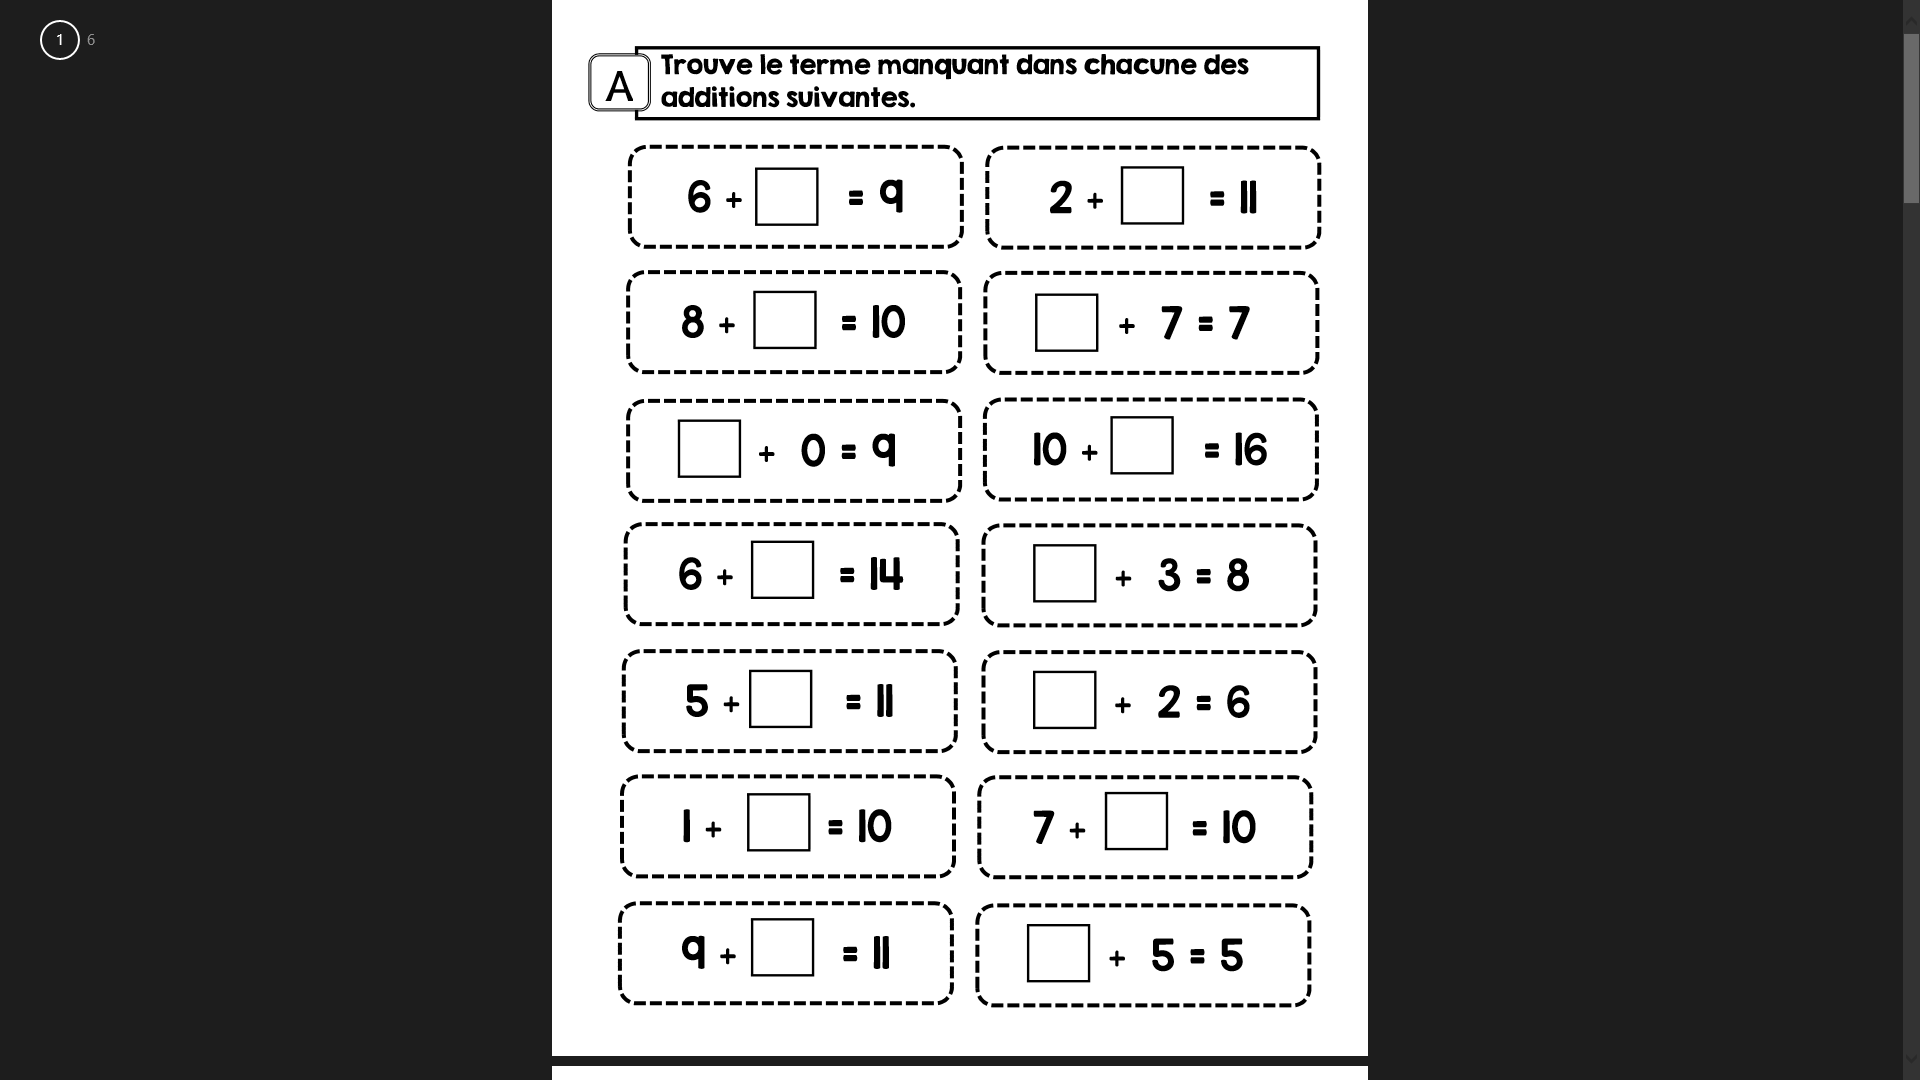 1 6
A
Trouve le terme manquant dans chacune des
additions suivantes.
6 + = 9
2 + = 11
8 + = 10
+ 7 = 7
+ 0 = 9
10 + = 16
6 + = 14
+ 3 = 8
5 + = 11
+ 2 = 6
1 + = 10
7 + = 10
9 + = 11
+ 5 = 5